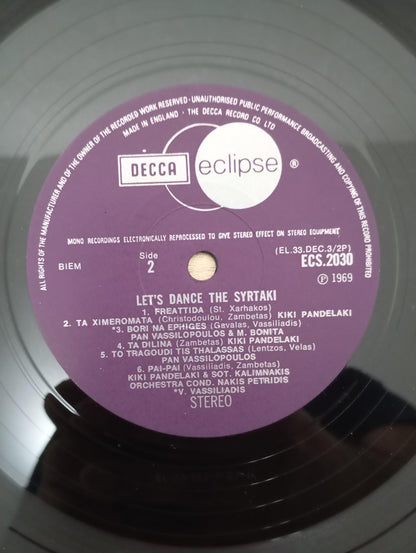 ALL RIGHTS OF THE MANUFACTURER AND OF THE OWNER OF THE RECORDED WORK RESERVED · UNAUTHORISED PUBLIC PERFORMANCE BROADCASTING AND COPYING OF THIS RECORD PROHIBITED
MADE IN ENGLAND · THE DECCA RECORD CO LTD
DECCA eclipse ®
MONO RECORDINGS ELECTRONICALLY REPROCESSED TO GIVE STEREO EFFECT ON STEREO EQUIPMENT
(EL.33.DEC.3/2P)
BIEM Side 2 ECS.2030
Ⓟ 1969
LET'S DANCE THE SYRTAKI
1. FREATTIDA (St. Xarhakos)
2. TA XIMEROMATA (Christodoulou, Zambetas) KIKI PANDELAKI
*3. BORI NA EPHIGES (Gavalas, Vassiliadis)
PAN VASSILOPOULOS & M. BONITA
4. TA DILINA (Zambetas) KIKI PANDELAKI
5. TO TRAGOUDI TIS THALASSAS (Lentzos, Velas)
PAN VASSILOPOULOS
6. PAI-PAI (Vassiliadis, Zambetas)
KIKI PANDELAKI & SOT. KALIMNAKIS
ORCHESTRA COND. NAKIS PETRIDIS
*V. VASSILIADIS
STEREO